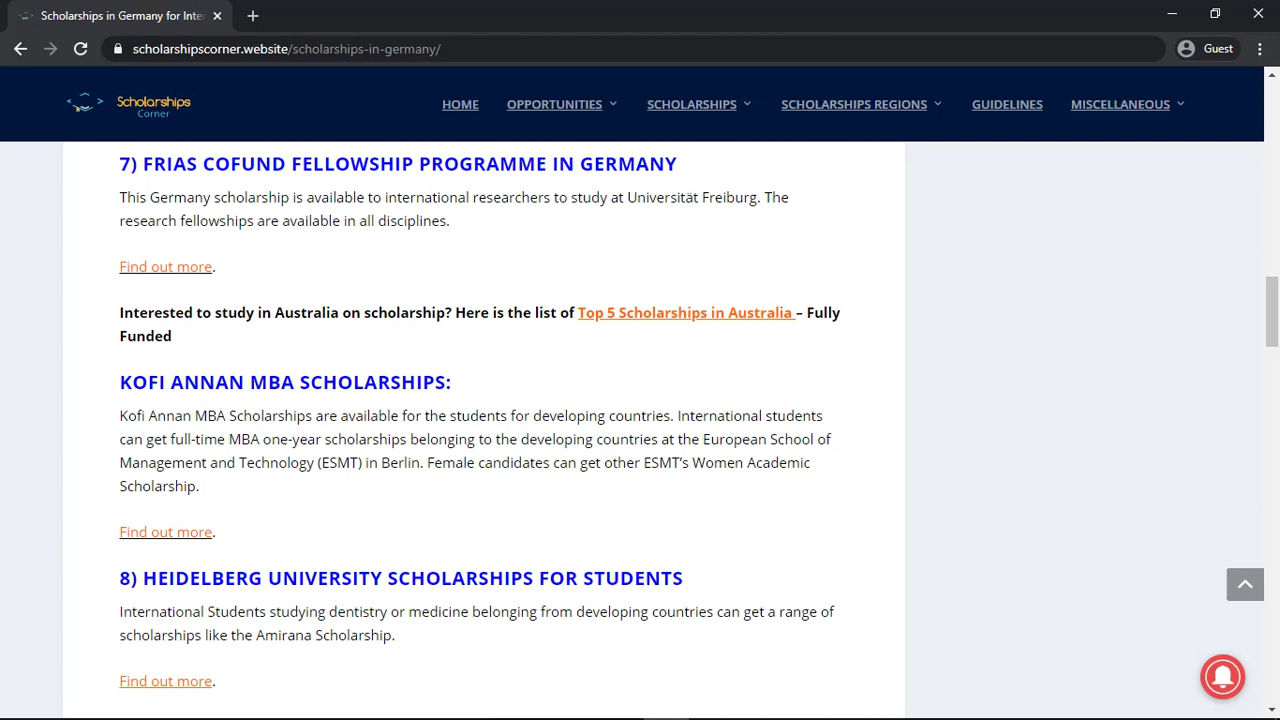 Scholarships in Germany for Inte
scholarshipscorner.website/scholarships-in-germany/
Guest
Scholarships
Corner
HOME
OPPORTUNITIES
SCHOLARSHIPS
SCHOLARSHIPS REGIONS
GUIDELINES
MISCELLANEOUS
7) FRIAS COFUND FELLOWSHIP PROGRAMME IN GERMANY
This Germany scholarship is available to international researchers to study at Universität Freiburg. The
research fellowships are available in all disciplines.
Find out more.
Interested to study in Australia on scholarship? Here is the list of Top 5 Scholarships in Australia – Fully
Funded
KOFI ANNAN MBA SCHOLARSHIPS:
Kofi Annan MBA Scholarships are available for the students for developing countries. International students
can get full-time MBA one-year scholarships belonging to the developing countries at the European School of
Management and Technology (ESMT) in Berlin. Female candidates can get other ESMT's Women Academic
Scholarship.
Find out more.
8) HEIDELBERG UNIVERSITY SCHOLARSHIPS FOR STUDENTS
International Students studying dentistry or medicine belonging from developing countries can get a range of
scholarships like the Amirana Scholarship.
Find out more.